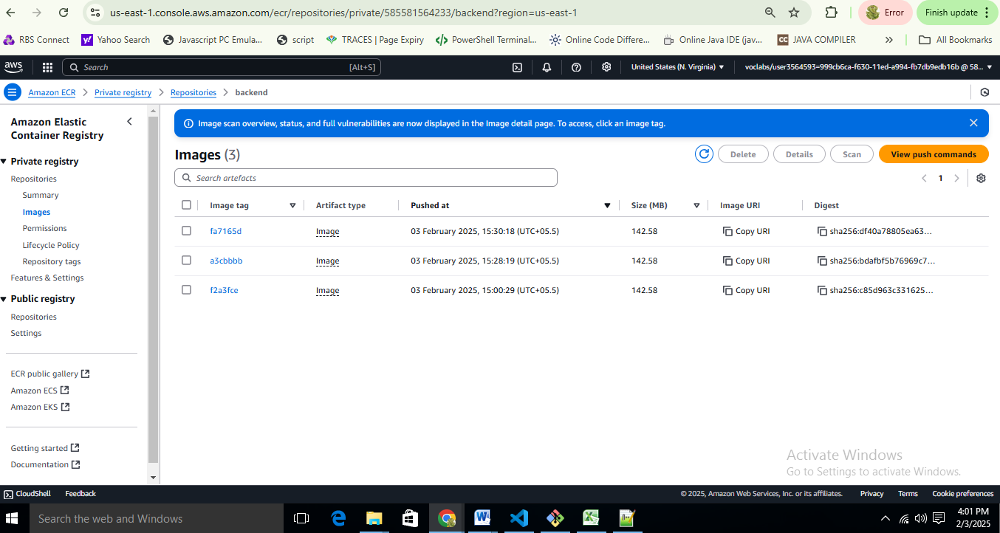 us-east-1.console.aws.amazon.com/ecr/repositories/private/585581564233/backend?region=us-east-1
Error
Finish update
RBS Connect
Yahoo Search
Javascript PC Emula...
script
TRACES | Page Expiry
PowerShell Terminal...
Online Code Differe...
Online Java IDE (jav...
JAVA COMPILER
»
All Bookmarks
aws
Search
[Alt+S]
United States (N. Virginia)
voclabs/user3564593=999cb6ca-f630-11ed-a994-fb7db9edb16b @ 58...
Amazon ECR > Private registry > Repositories > backend
Amazon Elastic
Container Registry
Private registry
Repositories
Summary
Images
Permissions
Lifecycle Policy
Repository tags
Features & Settings
Public registry
Repositories
Settings
ECR public gallery
Amazon ECS
Amazon EKS
Getting started
Documentation
Image scan overview, status, and full vulnerabilities are now displayed in the Image detail page. To access, click an image tag.
Images (3)
Delete
Details
Scan
View push commands
Search artefacts
1
Image tag Artifact type Pushed at Size (MB) Image URI Digest
fa7165d Image 03 February 2025, 15:30:18 (UTC+05.5) 142.58 Copy URI sha256:df40a78805ea63...
a3cbbbb Image 03 February 2025, 15:28:19 (UTC+05.5) 142.58 Copy URI sha256:bdafbf5b76969c7...
f2a3fce Image 03 February 2025, 15:00:29 (UTC+05.5) 142.58 Copy URI sha256:c85d963c331625...
Activate Windows
Go to Settings to activate Windows.
CloudShell
Feedback
© 2025, Amazon Web Services, Inc. or its affiliates.
Privacy
Terms
Cookie preferences
Search the web and Windows
4:01 PM
2/3/2025